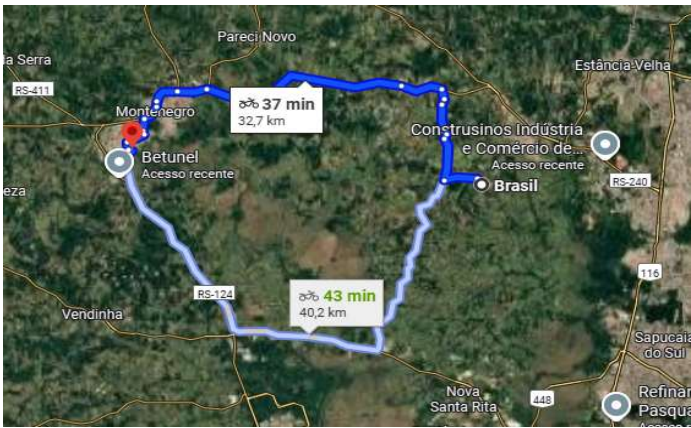 Pareci Novo
da Serra
Estância Velha
RS-411
37 min
32,7 km
Montenegro
Construsinos Indústria
e Comércio de...
Acesso recente
Betunel
Acesso recente
Brasil
RS-240
eza
116
RS-124
43 min
40,2 km
Vendinha
Sapucaia
do Sul
Nova
Santa Rita
448
Refinar
Pasqua
Acesso